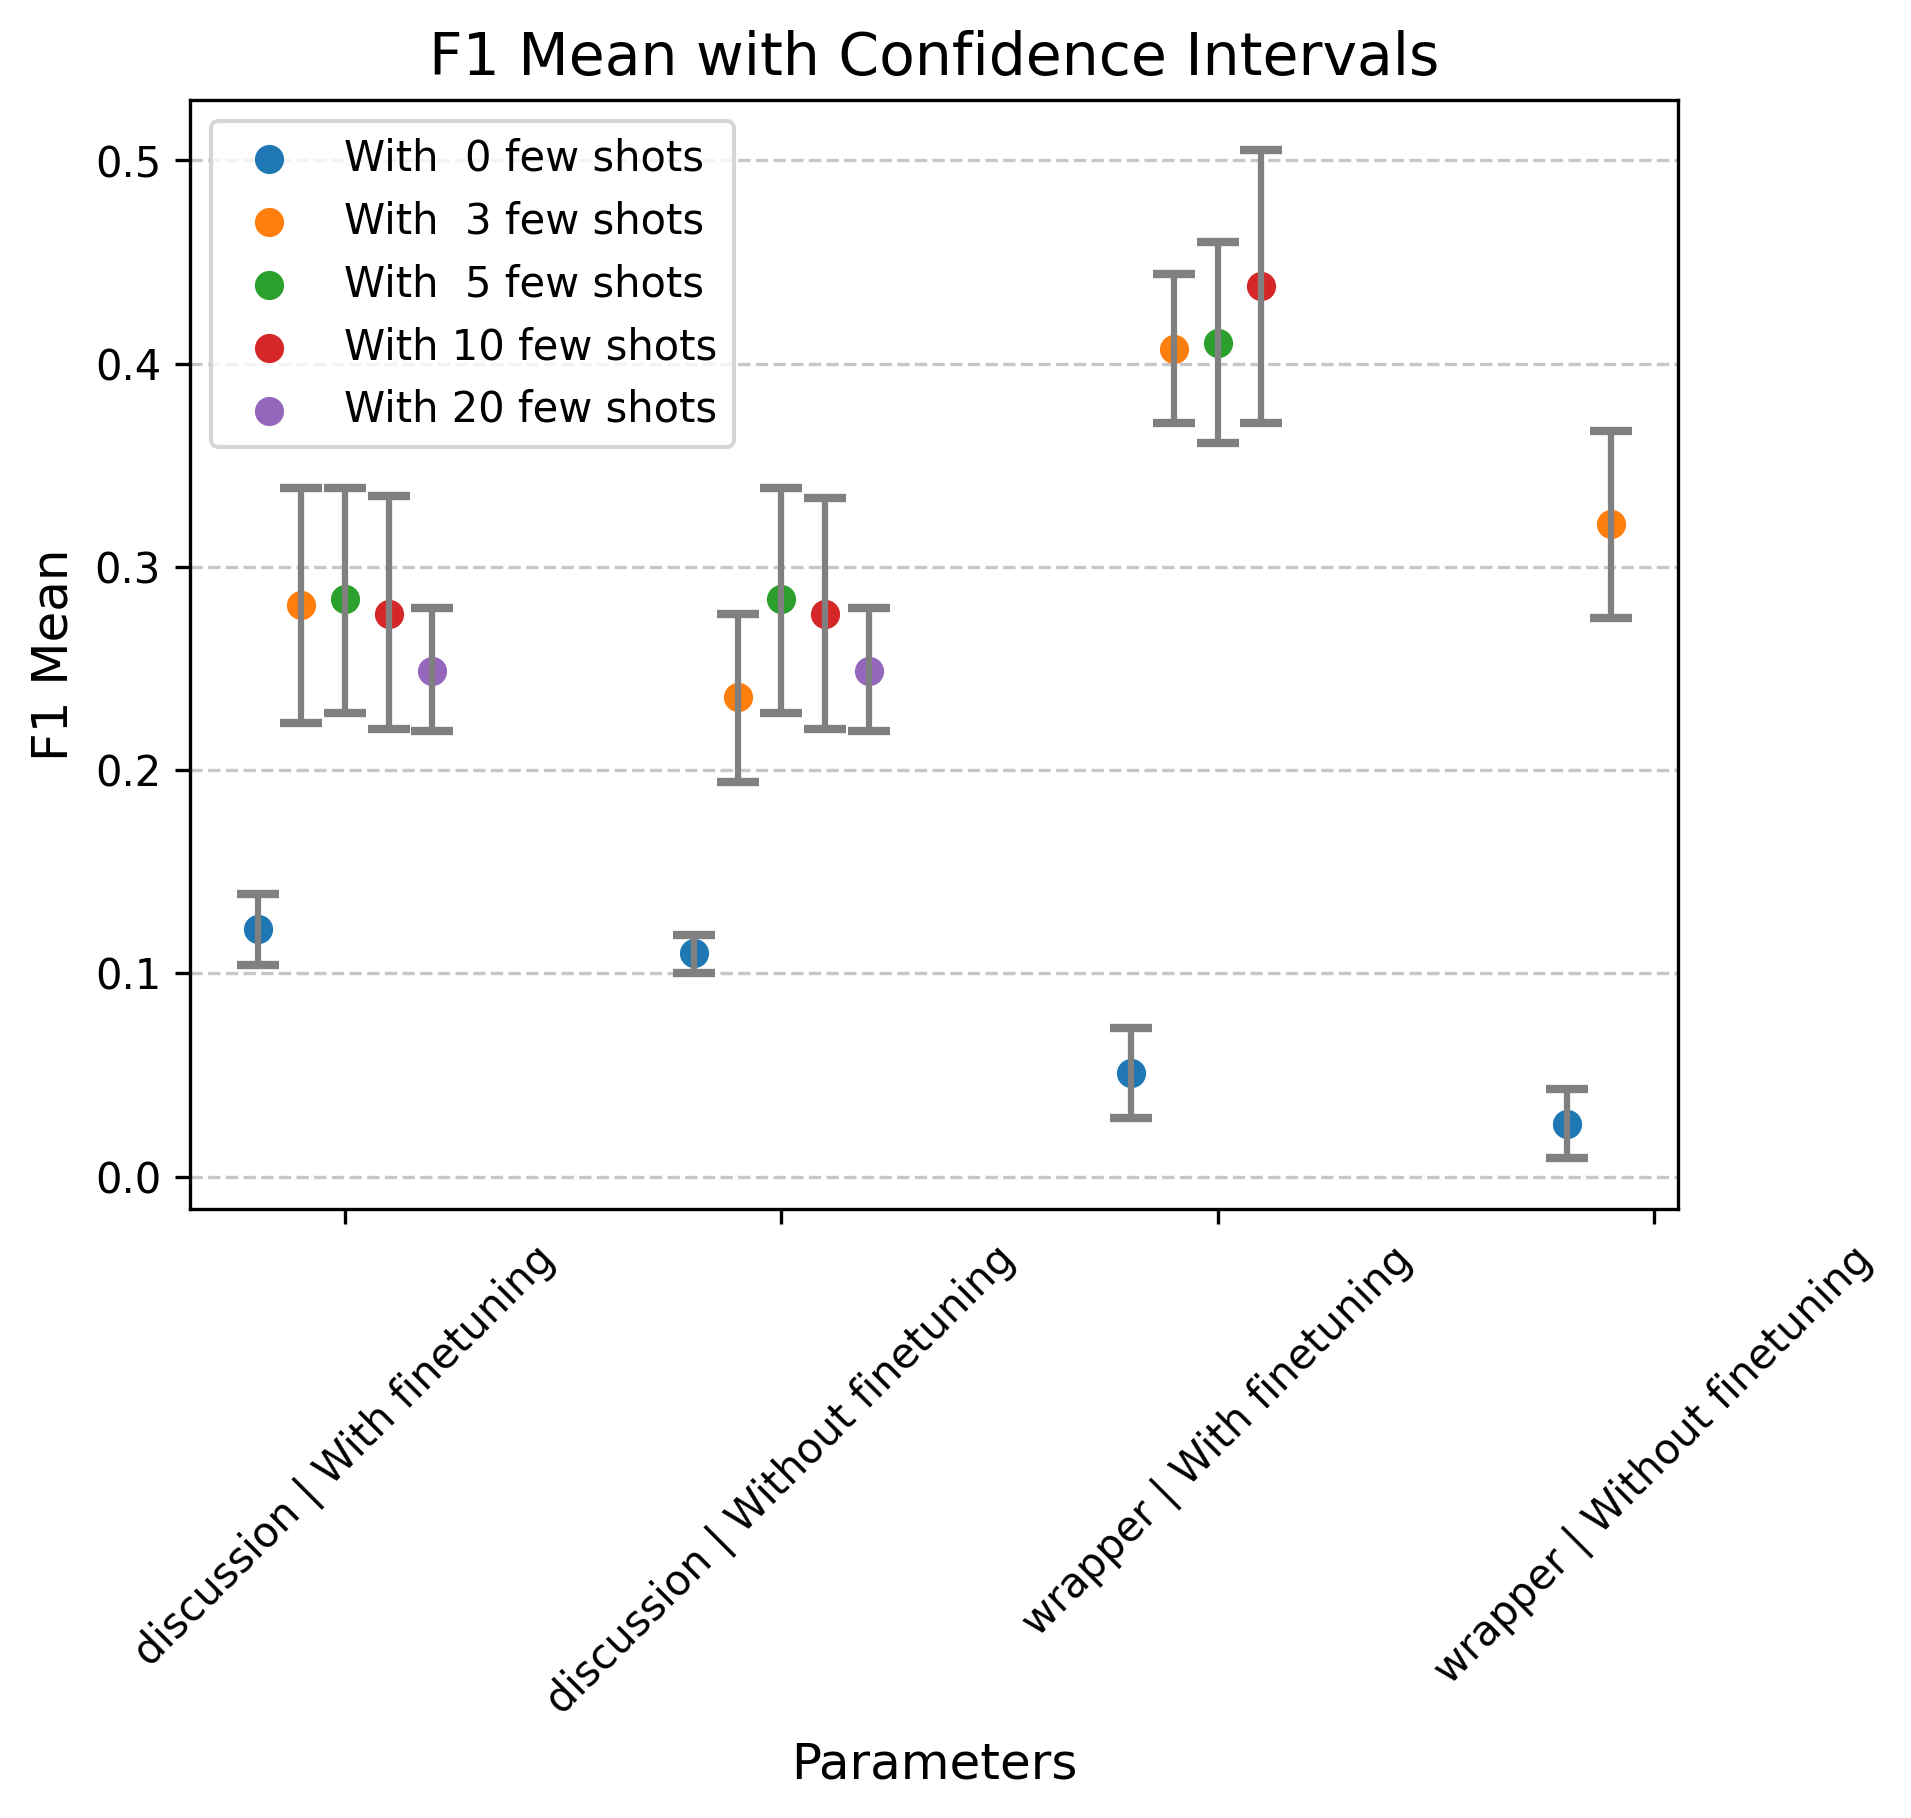 F1 Mean with Confidence Intervals
With  0 few shots
With  3 few shots
With  5 few shots
With 10 few shots
With 20 few shots
0.5
0.4
0.3
0.2
0.1
0.0
F1 Mean
discussion | With finetuning
discussion | Without finetuning
wrapper | With finetuning
wrapper | Without finetuning
Parameters